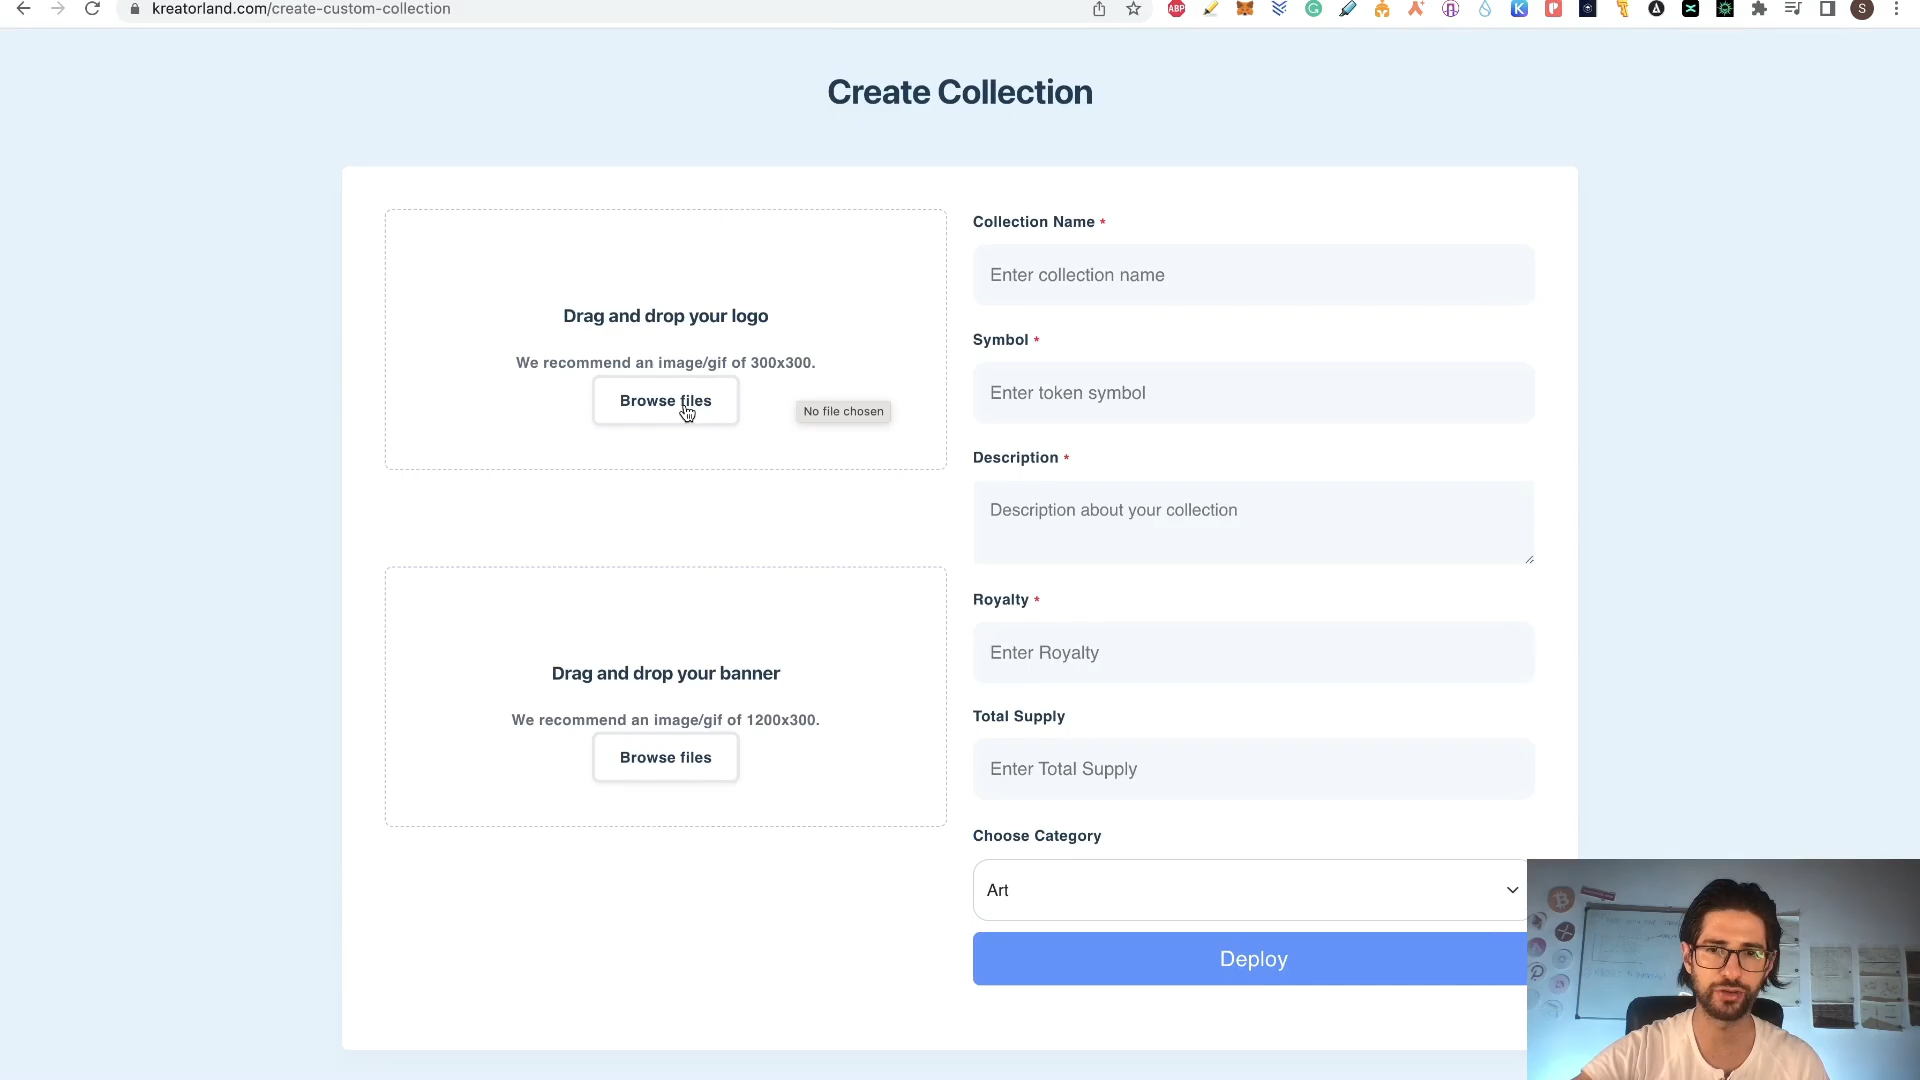 kreatorland.com/create-custom-collection
ABP
S
Create Collection
Drag and drop your logo
We recommend an image/gif of 300x300.
Browse files
No file chosen
Drag and drop your banner
We recommend an image/gif of 1200x300.
Browse files
Collection Name *
Enter collection name
Symbol *
Enter token symbol
Description *
Description about your collection
Royalty *
Enter Royalty
Total Supply
Enter Total Supply
Choose Category
Art
Deploy